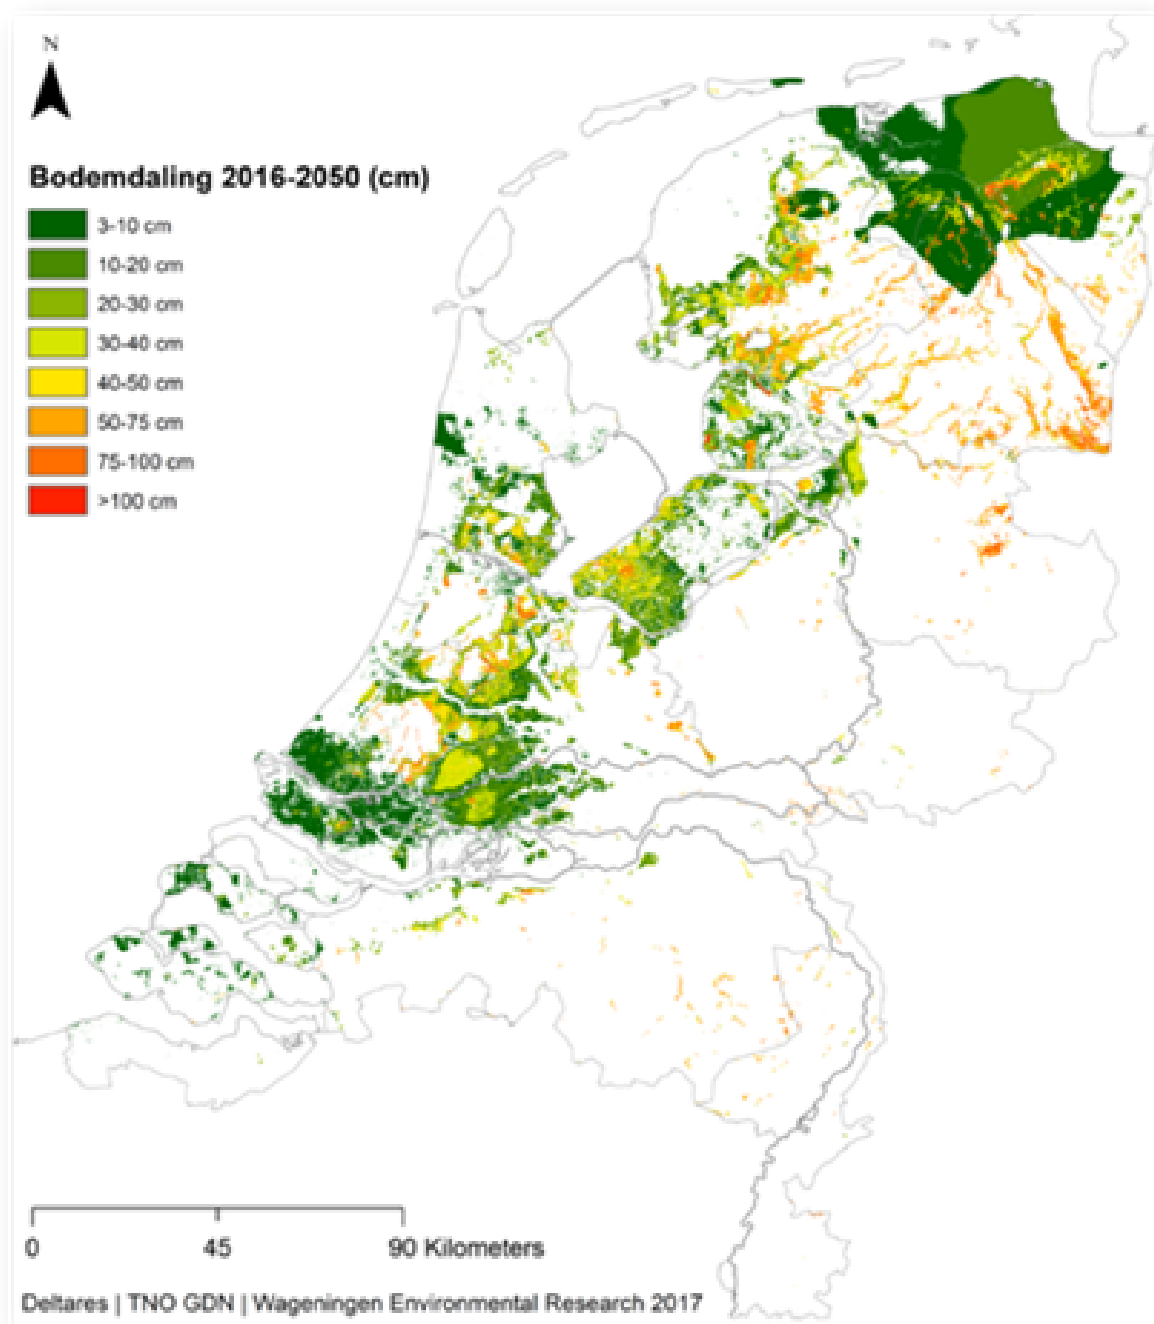 N
Bodemdaling 2016-2050 (cm)
3-10 cm
10-20 cm
20-30 cm
30-40 cm
40-50 cm
50-75 cm
75-100 cm
>100 cm
0 45 90 Kilometers
Deltares | TNO GDN | Wageningen Environmental Research 2017